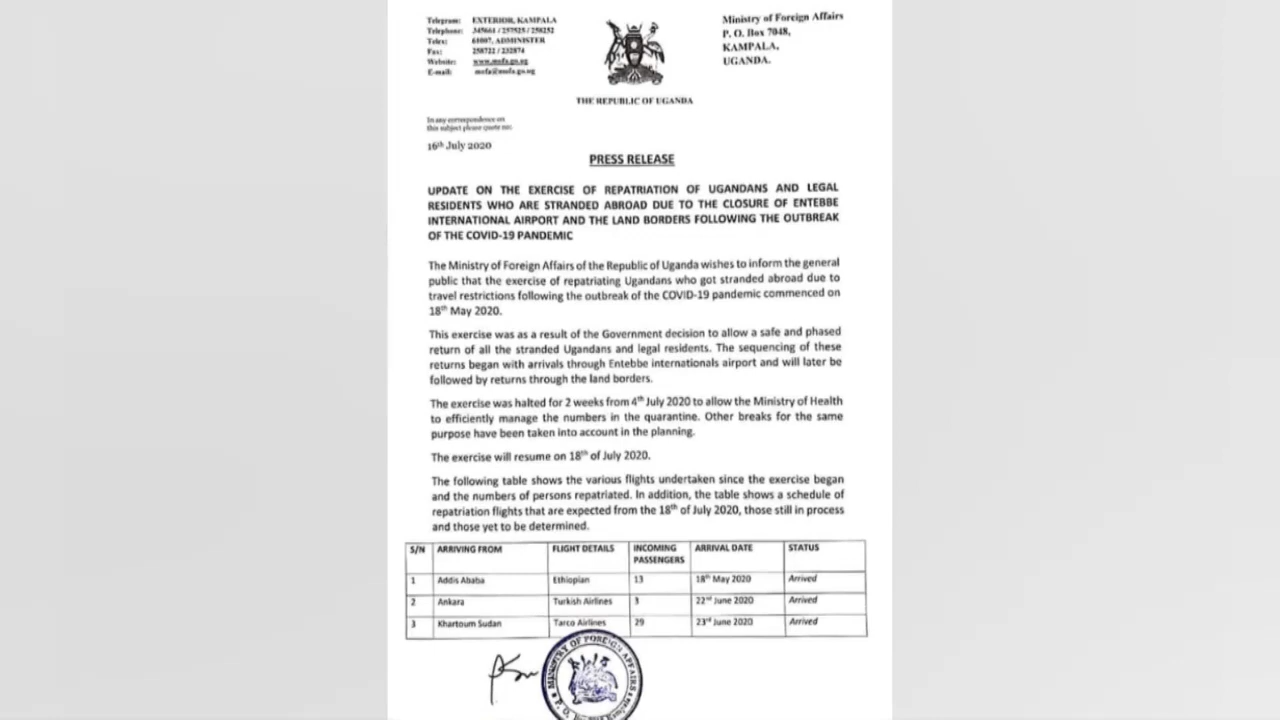 Telegram: EXTERIOR, KAMPALA
Telephone: 345661 / 257525 / 258252
Telex: 61007, ADMINISTER
Fax: 258722 / 232874
Website: www.mofa.go.ug
E-mail: mofa@mofa.go.ug
Ministry of Foreign Affairs
P. O. Box 7048,
KAMPALA,
UGANDA.
THE REPUBLIC OF UGANDA
In any correspondence on
this subject please quote no:
16th July 2020
PRESS RELEASE
UPDATE ON THE EXERCISE OF REPATRIATION OF UGANDANS AND LEGAL
RESIDENTS WHO ARE STRANDED ABROAD DUE TO THE CLOSURE OF ENTEBBE
INTERNATIONAL AIRPORT AND THE LAND BORDERS FOLLOWING THE OUTBREAK
OF THE COVID-19 PANDEMIC
The Ministry of Foreign Affairs of the Republic of Uganda wishes to inform the general
public that the exercise of repatriating Ugandans who got stranded abroad due to
travel restrictions following the outbreak of the COVID-19 pandemic commenced on
18th May 2020.
This exercise was as a result of the Government decision to allow a safe and phased
return of all the stranded Ugandans and legal residents. The sequencing of these
returns began with arrivals through Entebbe internationals airport and will later be
followed by returns through the land borders.
The exercise was halted for 2 weeks from 4th July 2020 to allow the Ministry of Health
to efficiently manage the numbers in the quarantine. Other breaks for the same
purpose have been taken into account in the planning.
The exercise will resume on 18th of July 2020.
The following table shows the various flights undertaken since the exercise began
and the numbers of persons repatriated. In addition, the table shows a schedule of
repatriation flights that are expected from the 18th of July 2020, those still in process
and those yet to be determined.
S/N ARRIVING FROM FLIGHT DETAILS INCOMING PASSENGERS ARRIVAL DATE STATUS
1 Addis Ababa Ethiopian 13 18th May 2020 Arrived
2 Ankara Turkish Airlines 3 22nd June 2020 Arrived
3 Khartoum Sudan Tarco Airlines 29 23rd June 2020 Arrived
MINISTRY OF FOREIGN AFFAIRS
P. O. Box